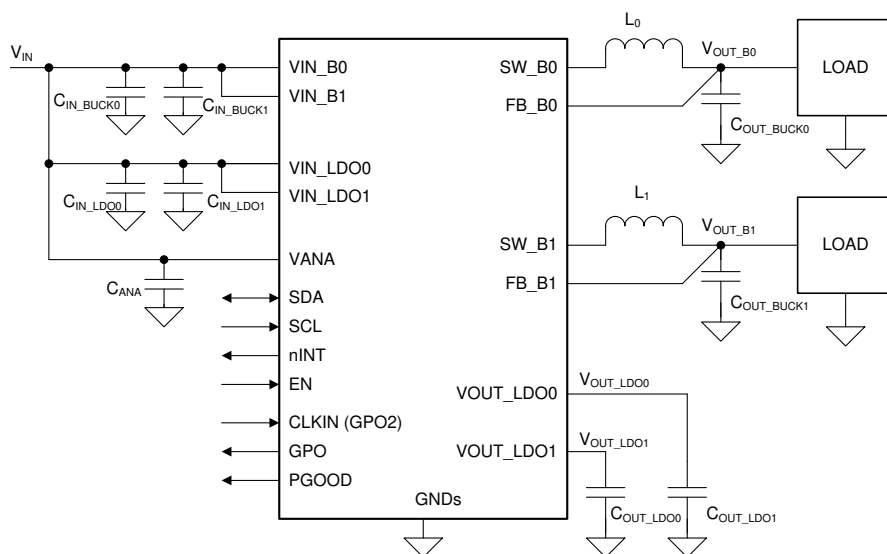 L0
VIN
VOUT_B0
VIN_B0
SW_B0
LOAD
VIN_B1
CIN_BUCK0
CIN_BUCK1
FB_B0
COUT_BUCK0
VIN_LDO0
VIN_LDO1
CIN_LDO0
CIN_LDO1
L1
VOUT_B1
SW_B1
LOAD
VANA
CANA
FB_B1
COUT_BUCK1
SDA
SCL
nINT
EN
VOUT_LDO0
VOUT_LDO0
CLKIN (GPO2)
GPO
VOUT_LDO1
VOUT_LDO1
PGOOD
GNDs
COUT_LDO0
COUT_LDO1